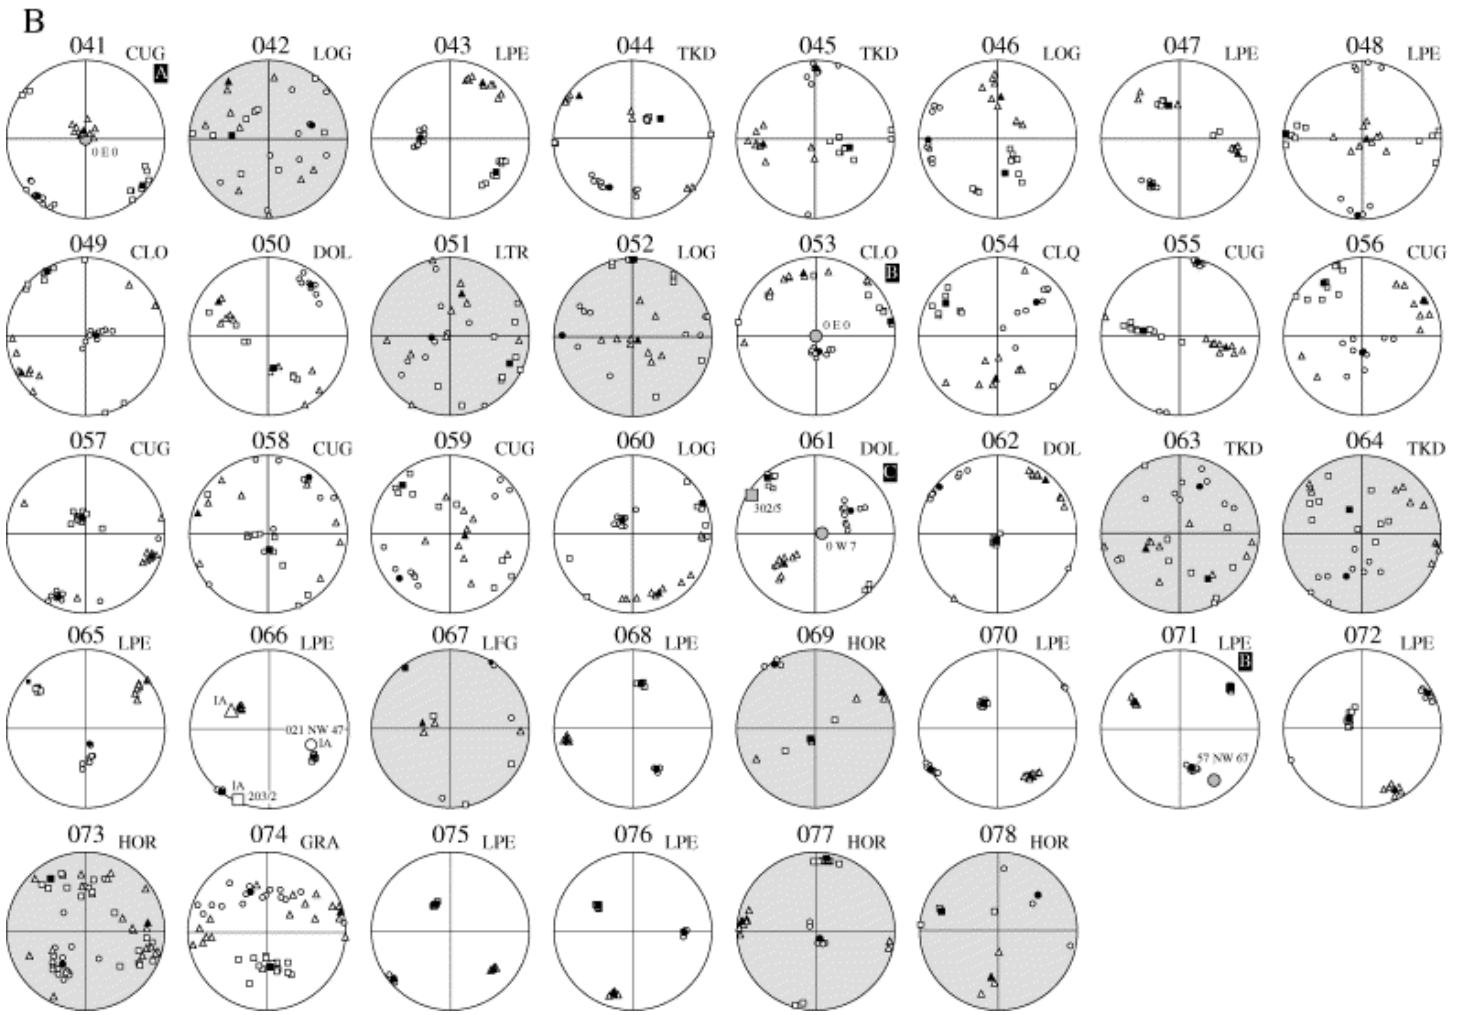 B
041 CUG 042 LOG 043 LPE 044 TKD 045 TKD 046 LOG 047 LPE 048 LPE
A
0 E 0
049 CLO 050 DOL 051 LTR 052 LOG 053 CLO 054 CLQ 055 CUG 056 CUG
B
0 E 0
057 CUG 058 CUG 059 CUG 060 LOG 061 DOL 062 DOL 063 TKD 064 TKD
C
302/5
0 W 7
065 LPE 066 LPE 067 LFG 068 LPE 069 HOR 070 LPE 071 LPE 072 LPE
B
IA
021 NW 47
IA
57 NW 67
IA
203/2
073 HOR 074 GRA 075 LPE 076 LPE 077 HOR 078 HOR